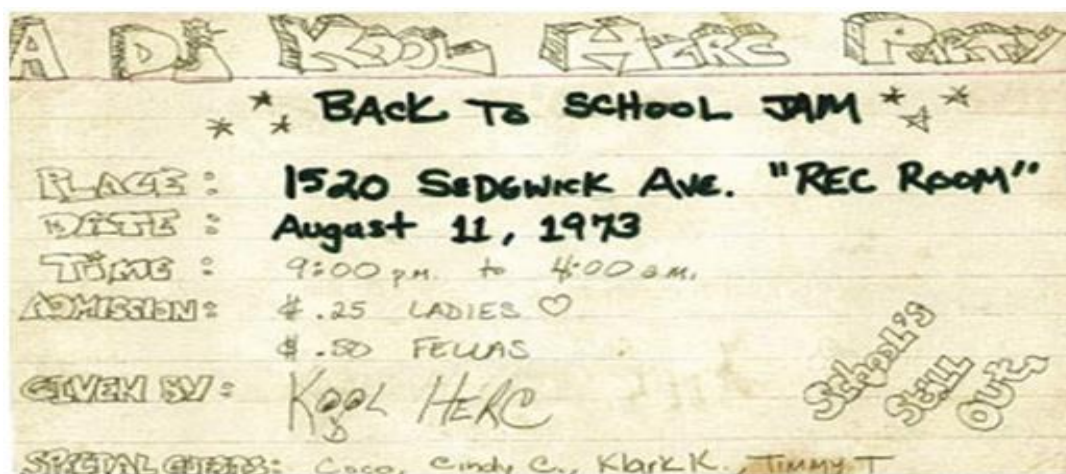 A DJ KOOL HERC PARTY
BACK TO SCHOOL JAM
PLACE: 1520 SEDGWICK AVE. "REC ROOM"
DATE: August 11, 1973
TIME: 9:00 p.m. to 4:00 a.m.
ADMISSION: $.25 LADIES ♡
$.50 FELLAS
GIVEN BY: KOOL HERC
SPECIAL GUESTS: Coco, Cindy C., Klark K., TIMMY T
SCHOOL'S
STILL
OUT